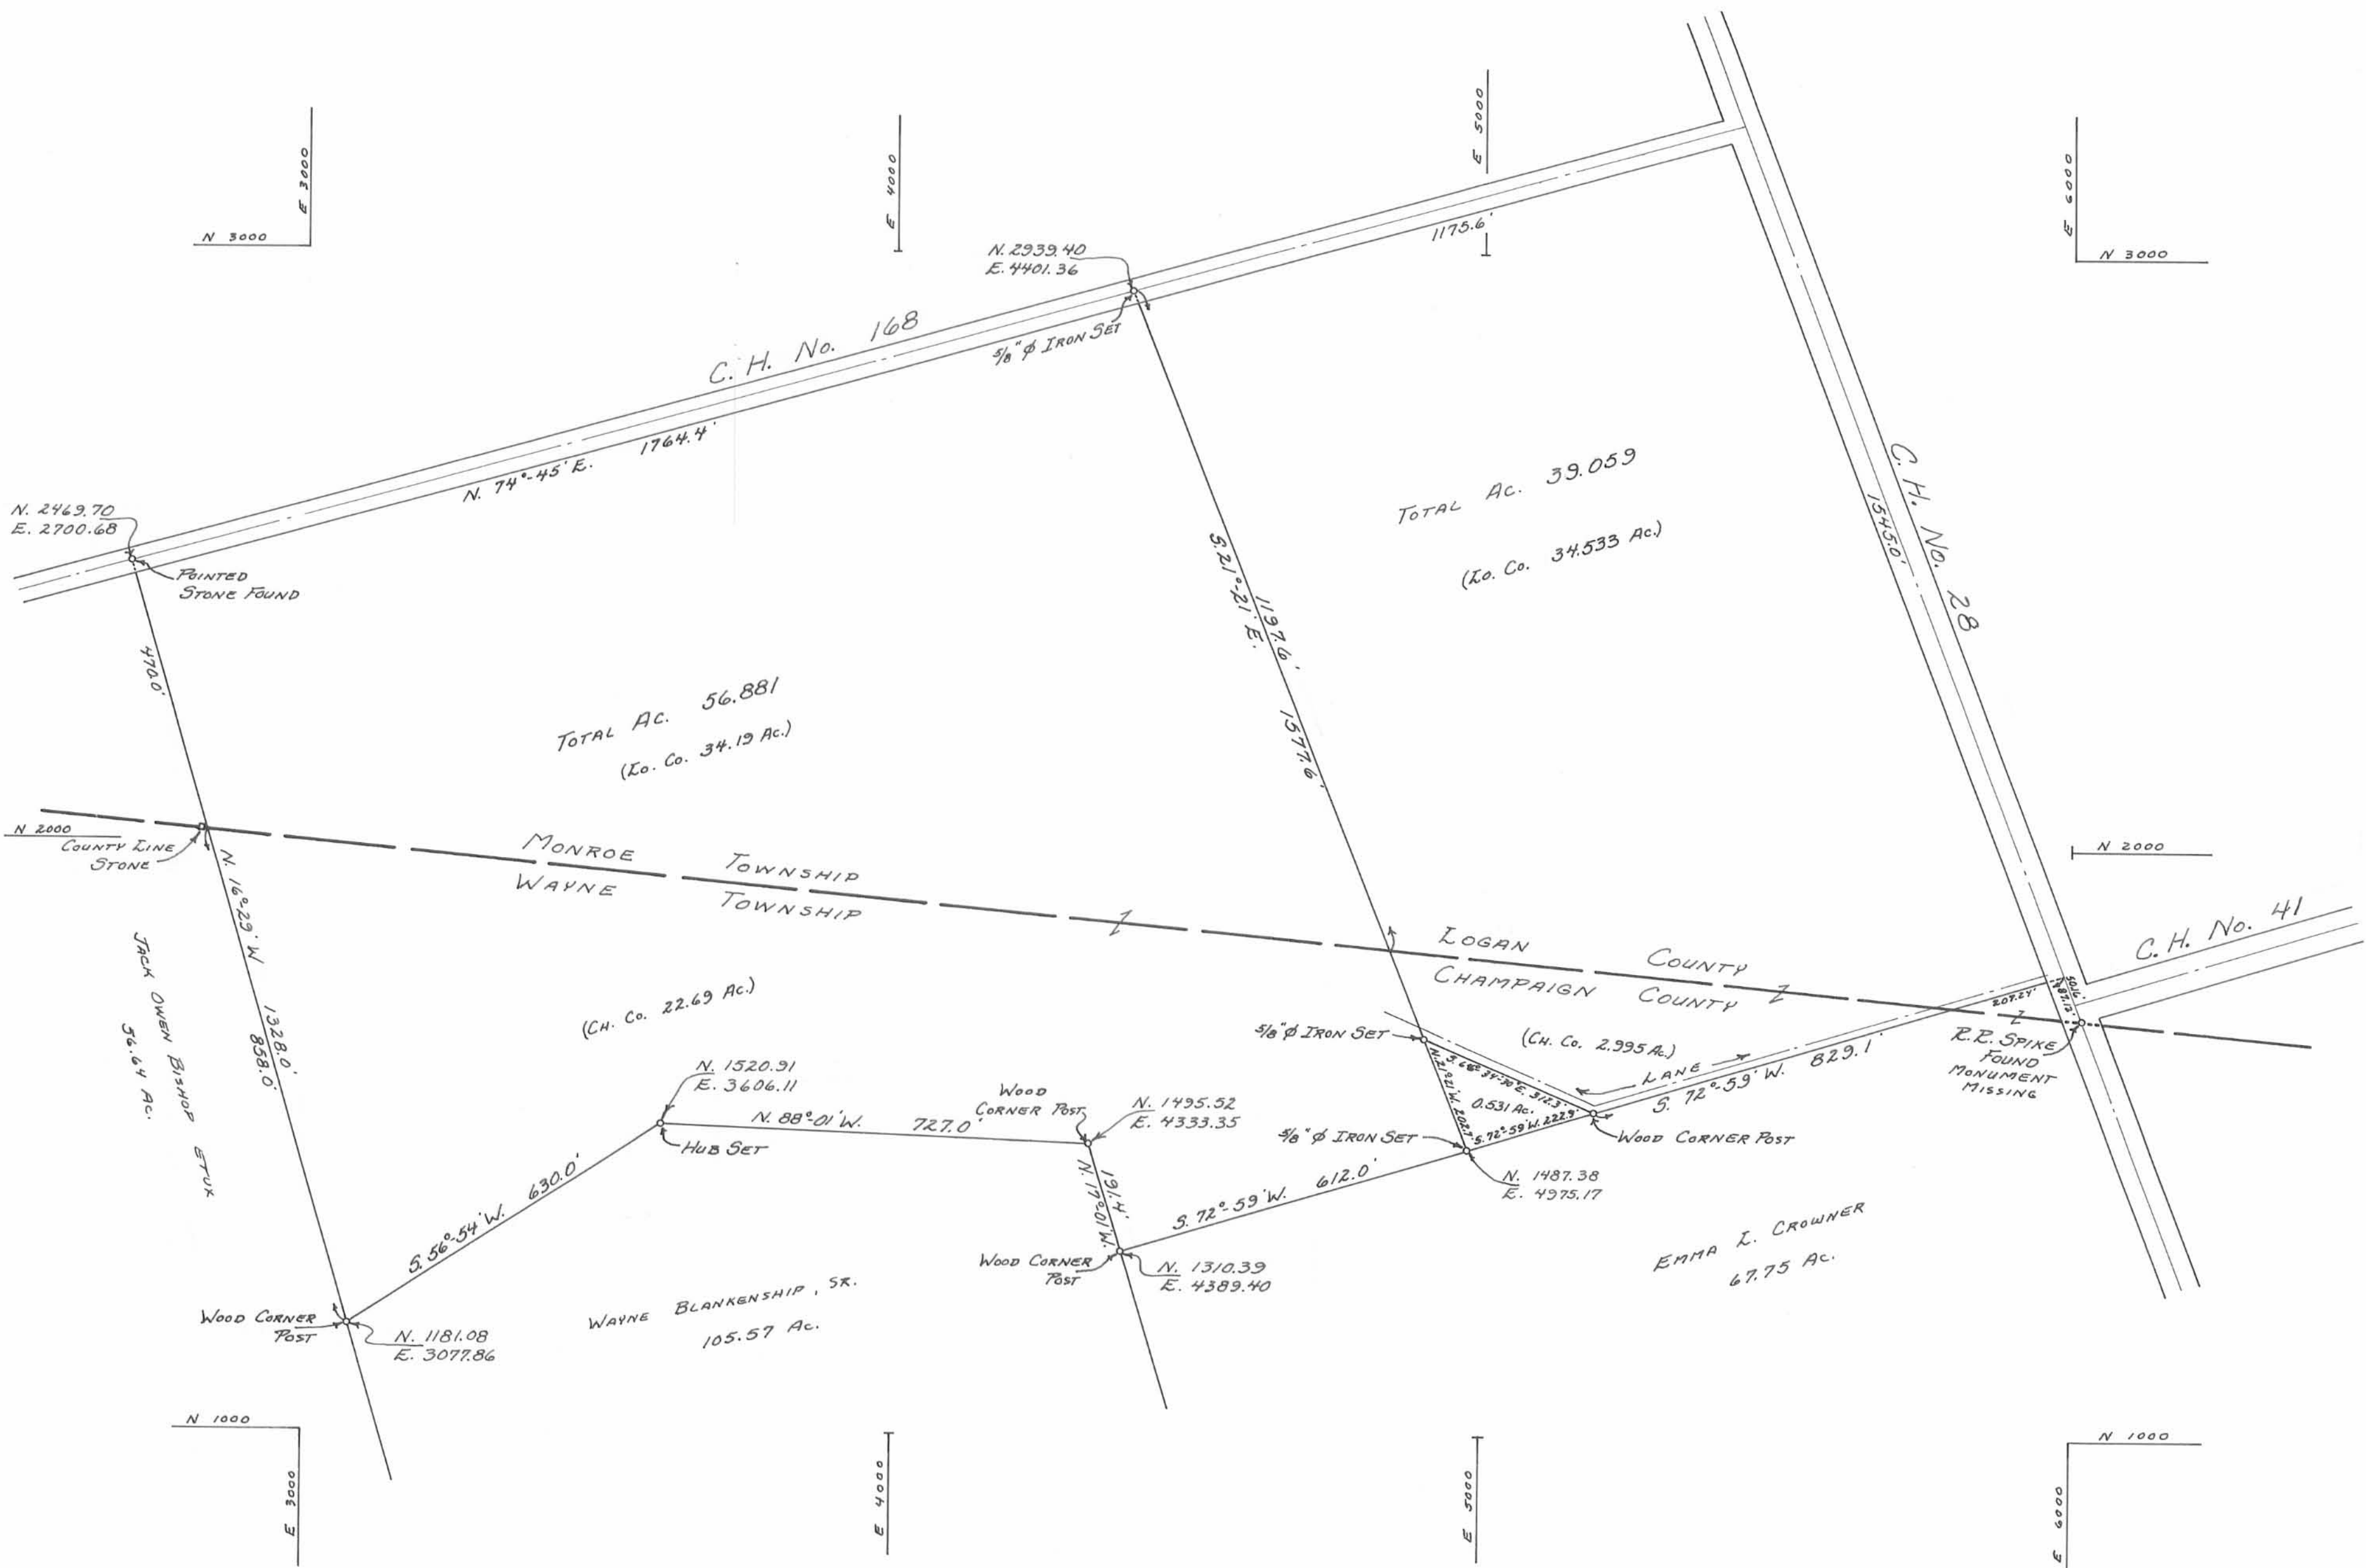 E 3000
N 3000
E 4000
E 5000
E 6000
N 3000
N. 2939.40
E. 4401.36
5/8" ϕ IRON SET
1175.6'
C. H. No. 168
N. 74°-45' E. 1764.4'
N. 2469.70
E. 2700.68
POINTED
STONE FOUND
470.0'
TOTAL AC. 56.881
(LO. CO. 34.19 AC.)
S. 21°-21' E.
1197.6'
1577.6'
TOTAL AC. 39.059
(LO. CO. 34.533 AC.)
1545.0'
C. H. No. 28
N 2000
COUNTY LINE
STONE
N 2000
MONROE TOWNSHIP
WAYNE TOWNSHIP
LOGAN COUNTY
CHAMPAIGN COUNTY
C. H. No. 41
N. 16°-29' W
1328.0'
858.0'
JACK OWEN BISHOP ETUX
56.64 AC.
(CH. CO. 22.69 AC.)
N. 1520.91
E. 3606.11
HUB SET
N. 88°-01' W. 727.0'
WOOD
CORNER POST
N. 1495.52
E. 4333.35
191.4'
N. 17°-01' W.
5/8" ϕ IRON SET
(CH. CO. 2.995 AC.)
LANE
207.24'
R.R. SPIKE
FOUND
MONUMENT
MISSING
S. 72°-59' W. 829.1'
N. 21°-21' W. 202.7'
0.531 AC.
S. 72°-59' W. 222.9'
5/8" ϕ IRON SET
WOOD CORNER POST
N. 1487.38
E. 4975.17
S. 72°-59' W. 612.0'
S. 56°-54' W. 630.0'
WOOD CORNER
POST
N. 1310.39
E. 4389.40
EMMA L. CROWNER
67.75 AC.
WOOD CORNER
POST
N. 1181.08
E. 3077.86
WAYNE BLANKENSHIP, SR.
105.57 AC.
N 1000
E 3000
E 4000
E 5000
N 1000
E 6000